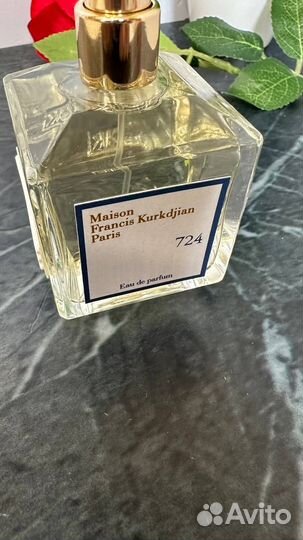 Maison
Francis Kurkdjian
Paris
724
Eau de parfum
Avito